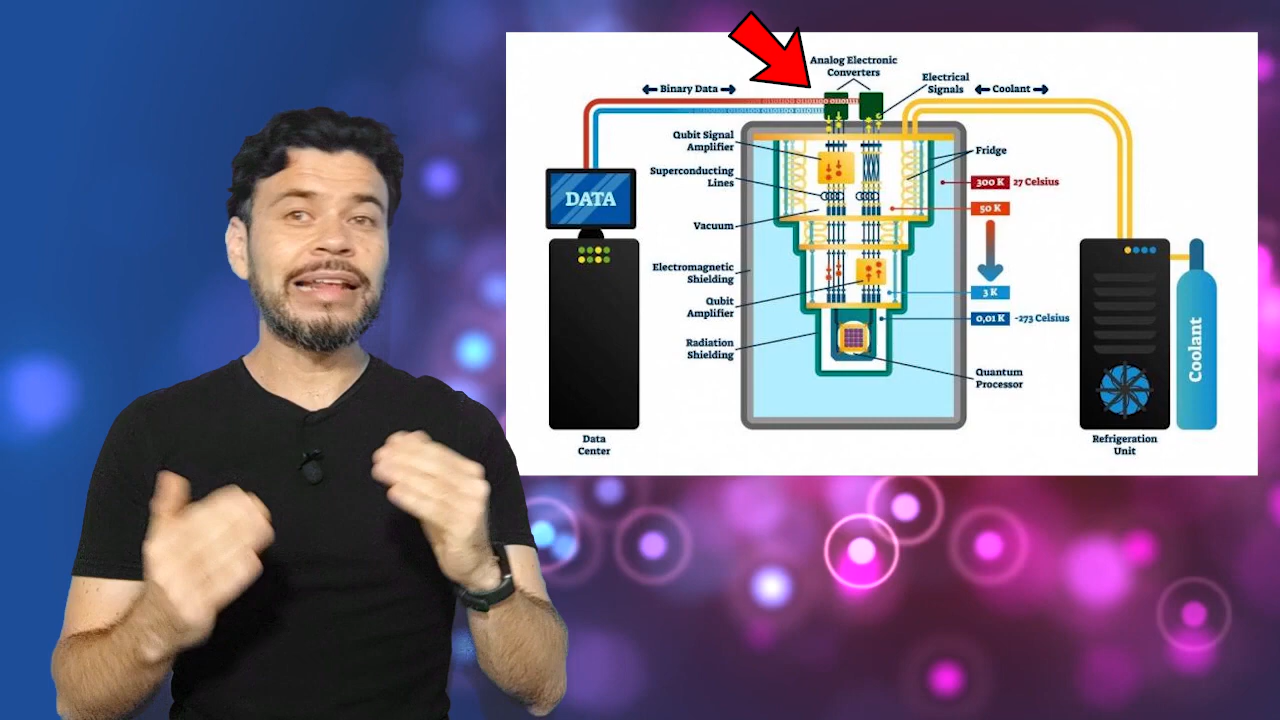 Analog Electronic
Converters
Electrical
Signals
Binary Data
Coolant
Qubit Signal
Amplifier
Superconducting
Lines
Vacuum
Electromagnetic
Shielding
Qubit
Amplifier
Radiation
Shielding
DATA
Data
Center
Fridge
300 K 27 Celsius
50 K
3 K
0,01 K -273 Celsius
Quantum
Processor
Coolant
Refrigeration
Unit